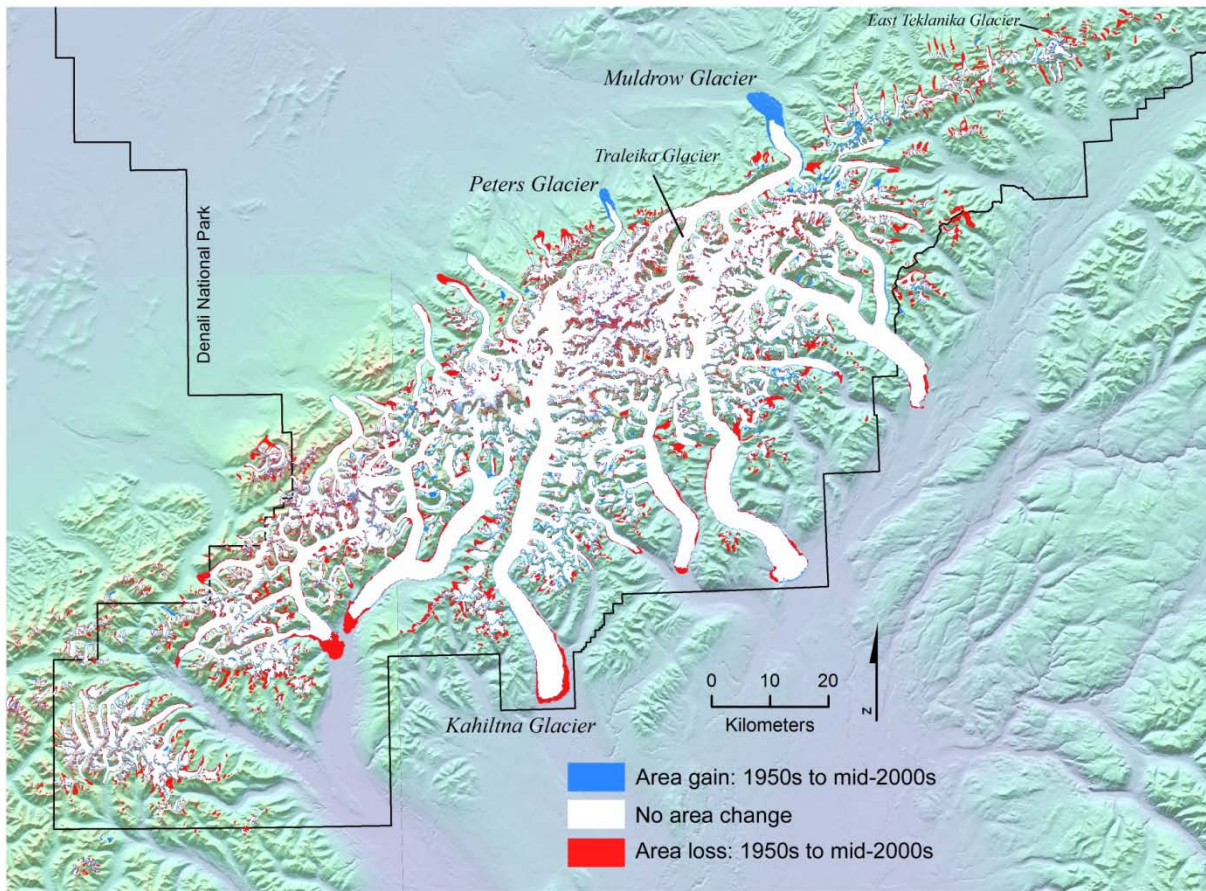 East Teklanika Glacier
Muldrow Glacier
Traleika Glacier
Peters Glacier
Denali National Park
0 10 20
Kilometers
N
Kahiltna Glacier
Area gain: 1950s to mid-2000s
No area change
Area loss: 1950s to mid-2000s